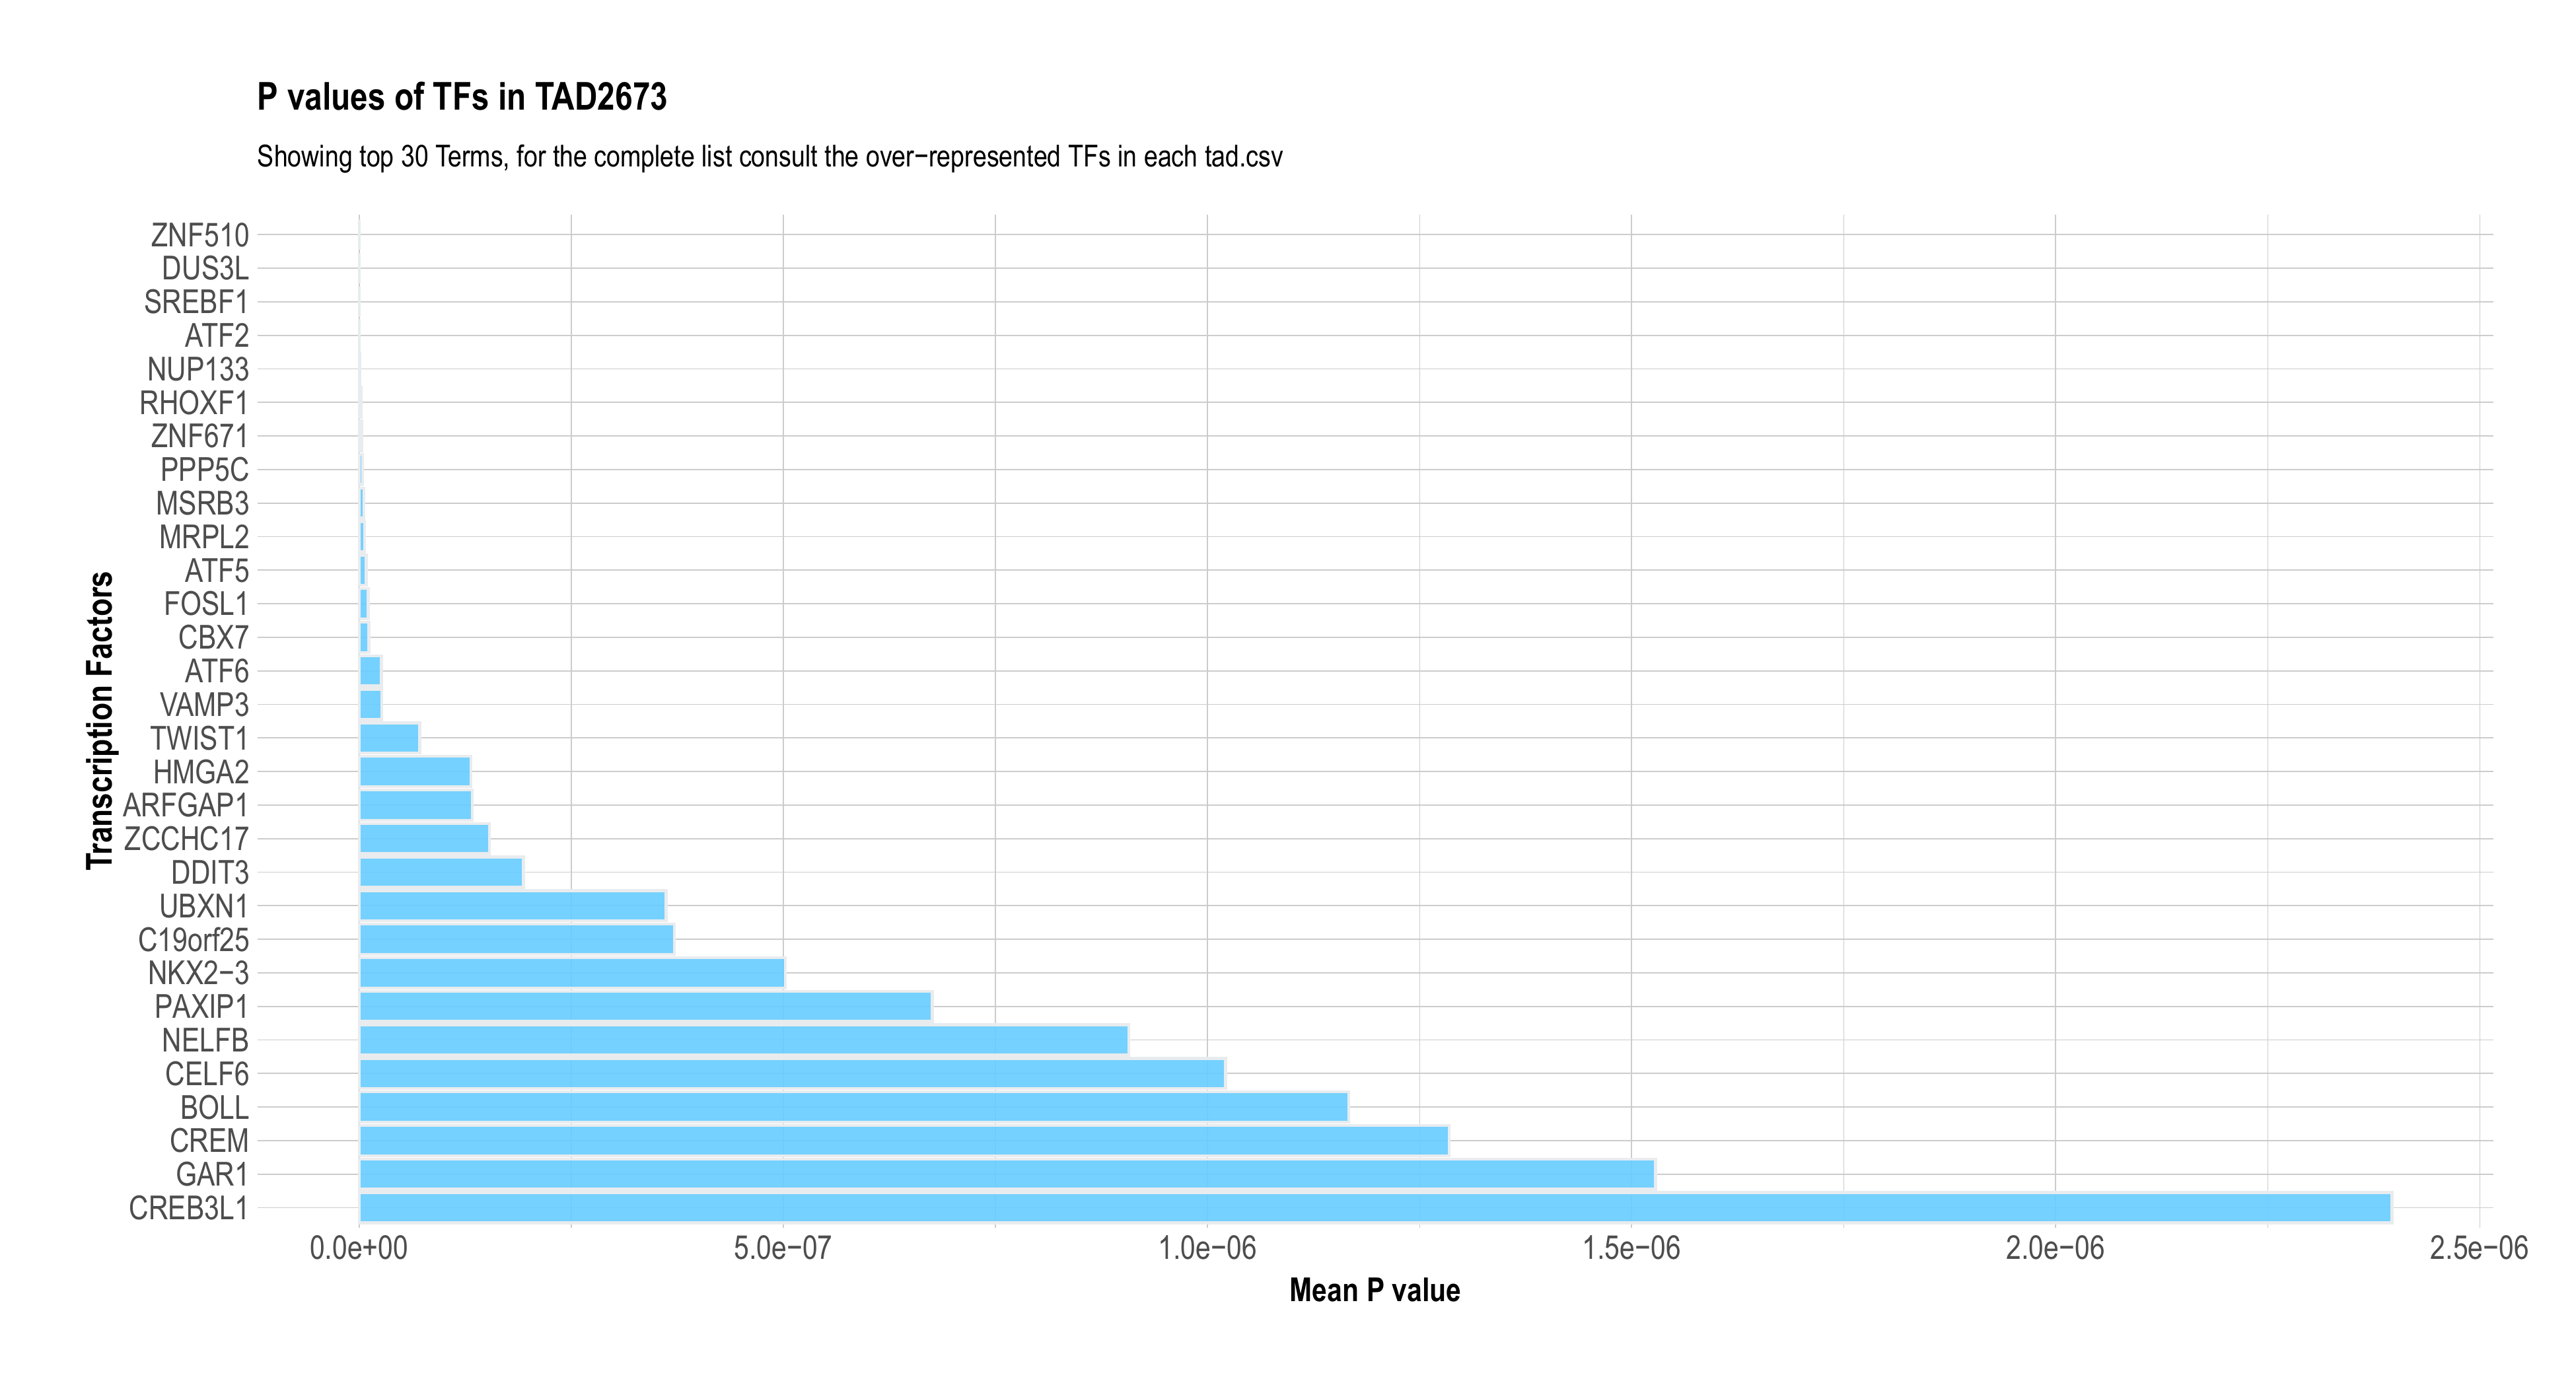 P values of TFs in TAD2673
Showing top 30 Terms, for the complete list consult the over−represented TFs in each tad.csv
Transcription Factors
ZNF510
DUS3L
SREBF1
ATF2
NUP133
RHOXF1
ZNF671
PPP5C
MSRB3
MRPL2
ATF5
FOSL1
CBX7
ATF6
VAMP3
TWIST1
HMGA2
ARFGAP1
ZCCHC17
DDIT3
UBXN1
C19orf25
NKX2−3
PAXIP1
NELFB
CELF6
BOLL
CREM
GAR1
CREB3L1
0.0e+00 5.0e−07 1.0e−06 1.5e−06 2.0e−06 2.5e−06
Mean P value